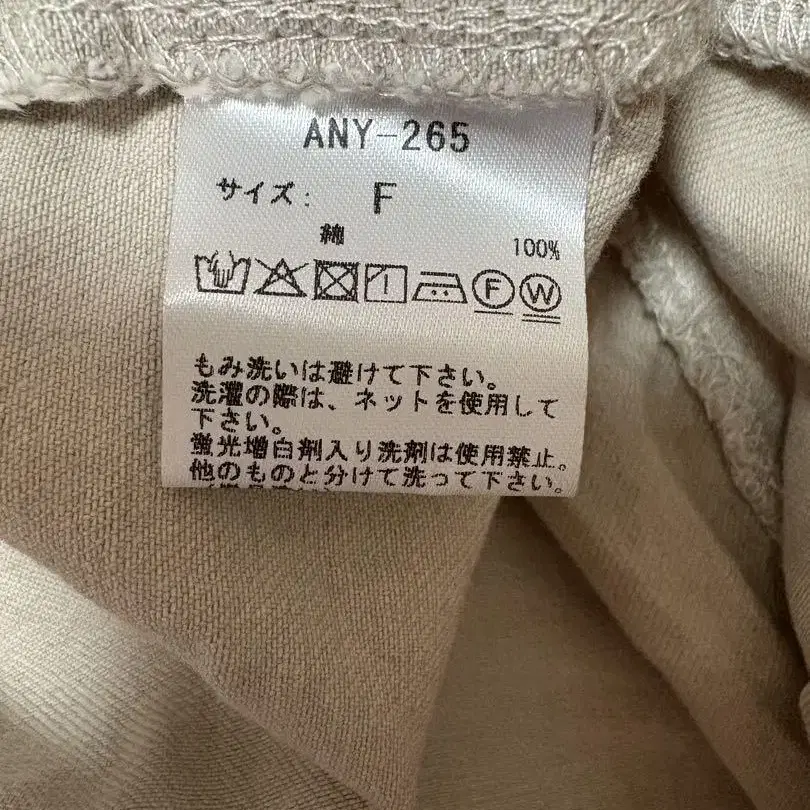 ANY-265
サイズ: F
綿 100%
F W
もみ洗いは避けて下さい。
洗濯の際は、ネットを使用して
下さい。
蛍光増白剤入り洗剤は使用禁止。
他のものと分けて洗って下さい。